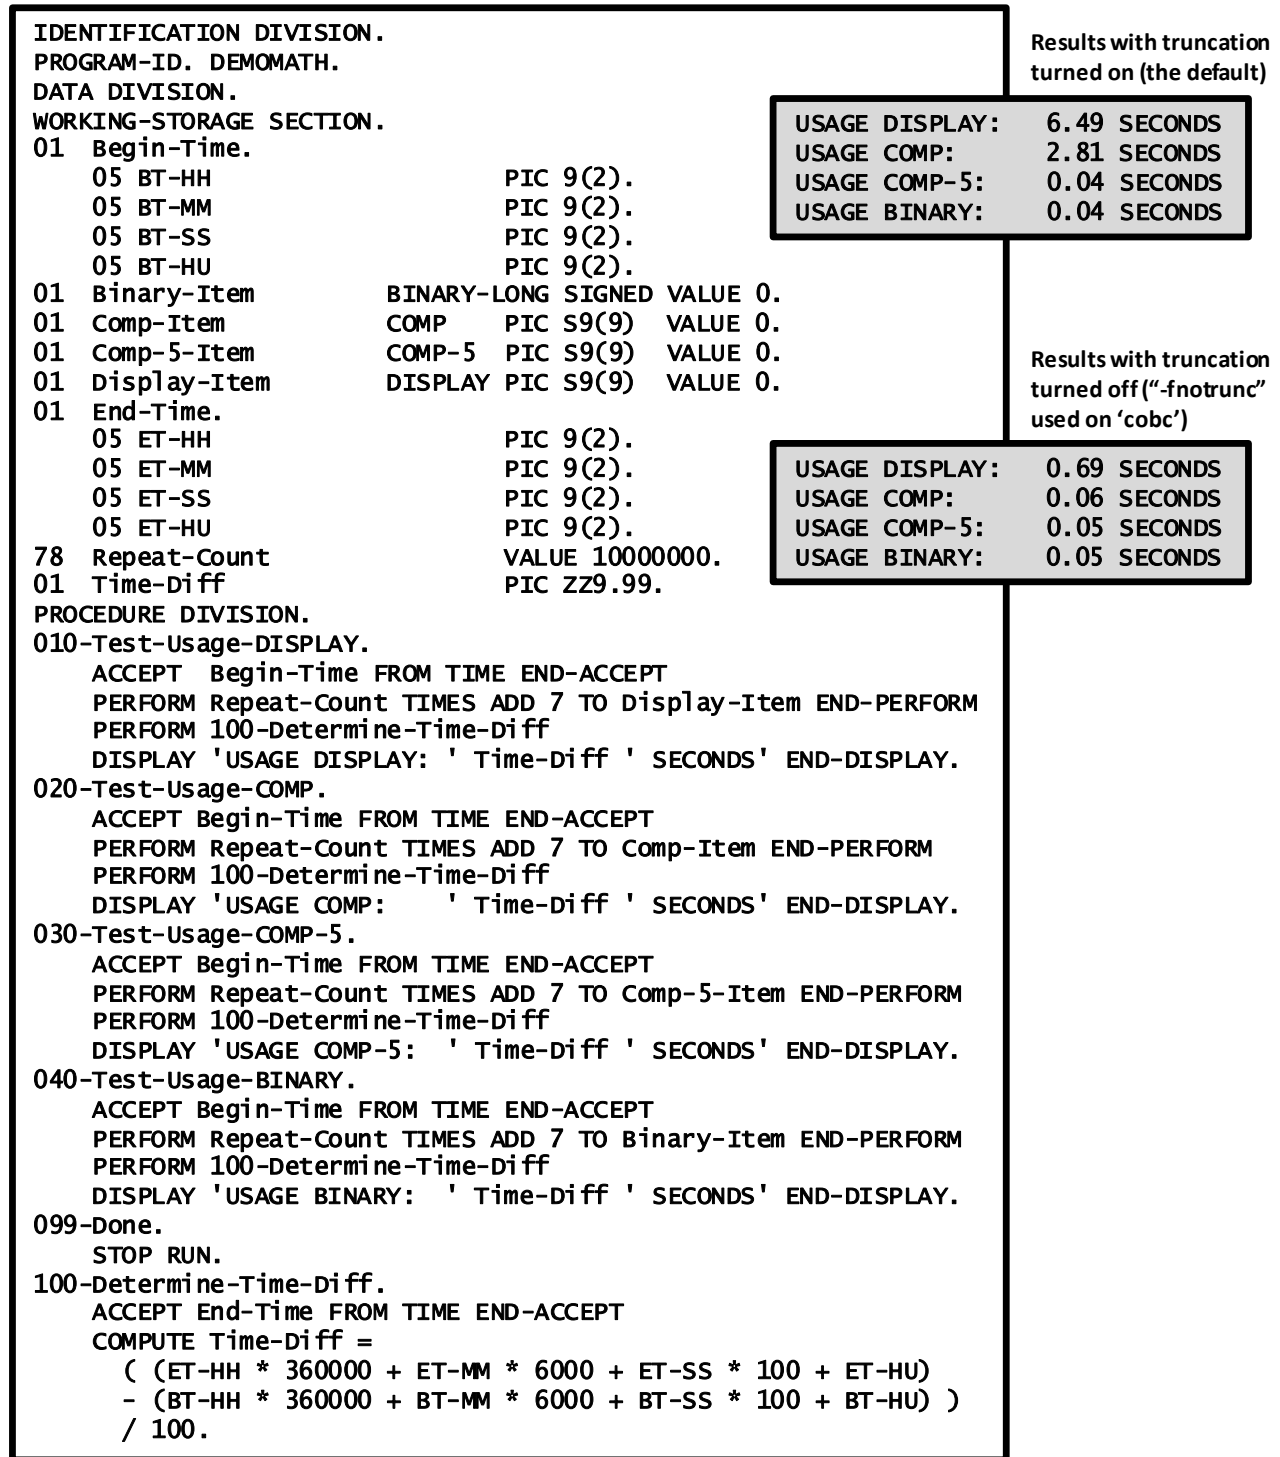 IDENTIFICATION DIVISION.
PROGRAM-ID. DEMOMATH.
DATA DIVISION.
WORKING-STORAGE SECTION.
01  Begin-Time.
    05 BT-HH                    PIC 9(2).
    05 BT-MM                    PIC 9(2).
    05 BT-SS                    PIC 9(2).
    05 BT-HU                    PIC 9(2).
01  Binary-Item         BINARY-LONG SIGNED VALUE 0.
01  Comp-Item           COMP    PIC S9(9)  VALUE 0.
01  Comp-5-Item         COMP-5  PIC S9(9)  VALUE 0.
01  Display-Item        DISPLAY PIC S9(9)  VALUE 0.
01  End-Time.
    05 ET-HH                    PIC 9(2).
    05 ET-MM                    PIC 9(2).
    05 ET-SS                    PIC 9(2).
    05 ET-HU                    PIC 9(2).
78  Repeat-Count                VALUE 10000000.
01  Time-Diff                   PIC ZZ9.99.
PROCEDURE DIVISION.
010-Test-Usage-DISPLAY.
    ACCEPT  Begin-Time FROM TIME END-ACCEPT
    PERFORM Repeat-Count TIMES ADD 7 TO Display-Item END-PERFORM
    PERFORM 100-Determine-Time-Diff
    DISPLAY 'USAGE DISPLAY: ' Time-Diff ' SECONDS' END-DISPLAY.
020-Test-Usage-COMP.
    ACCEPT Begin-Time FROM TIME END-ACCEPT
    PERFORM Repeat-Count TIMES ADD 7 TO Comp-Item END-PERFORM
    PERFORM 100-Determine-Time-Diff
    DISPLAY 'USAGE COMP:    ' Time-Diff ' SECONDS' END-DISPLAY.
030-Test-Usage-COMP-5.
    ACCEPT Begin-Time FROM TIME END-ACCEPT
    PERFORM Repeat-Count TIMES ADD 7 TO Comp-5-Item END-PERFORM
    PERFORM 100-Determine-Time-Diff
    DISPLAY 'USAGE COMP-5:  ' Time-Diff ' SECONDS' END-DISPLAY.
040-Test-Usage-BINARY.
    ACCEPT Begin-Time FROM TIME END-ACCEPT
    PERFORM Repeat-Count TIMES ADD 7 TO Binary-Item END-PERFORM
    PERFORM 100-Determine-Time-Diff
    DISPLAY 'USAGE BINARY:  ' Time-Diff ' SECONDS' END-DISPLAY.
099-Done.
    STOP RUN.
100-Determine-Time-Diff.
    ACCEPT End-Time FROM TIME END-ACCEPT
    COMPUTE Time-Diff =
      ( (ET-HH * 360000 + ET-MM * 6000 + ET-SS * 100 + ET-HU)
      - (BT-HH * 360000 + BT-MM * 6000 + BT-SS * 100 + BT-HU) )
      / 100.
Results with truncation
turned on (the default)
USAGE DISPLAY:   6.49 SECONDS
USAGE COMP:      2.81 SECONDS
USAGE COMP-5:    0.04 SECONDS
USAGE BINARY:    0.04 SECONDS
Results with truncation
turned off (“-fnotrunc”
used on ‘cobc’)
USAGE DISPLAY:   0.69 SECONDS
USAGE COMP:      0.06 SECONDS
USAGE COMP-5:    0.05 SECONDS
USAGE BINARY:    0.05 SECONDS